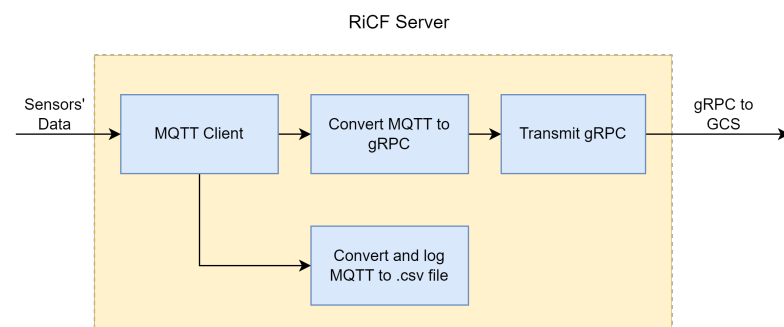 RiCF Server
Sensors'
Data
MQTT Client
Convert MQTT to
gRPC
Transmit gRPC
gRPC to
GCS
Convert and log
MQTT to .csv file